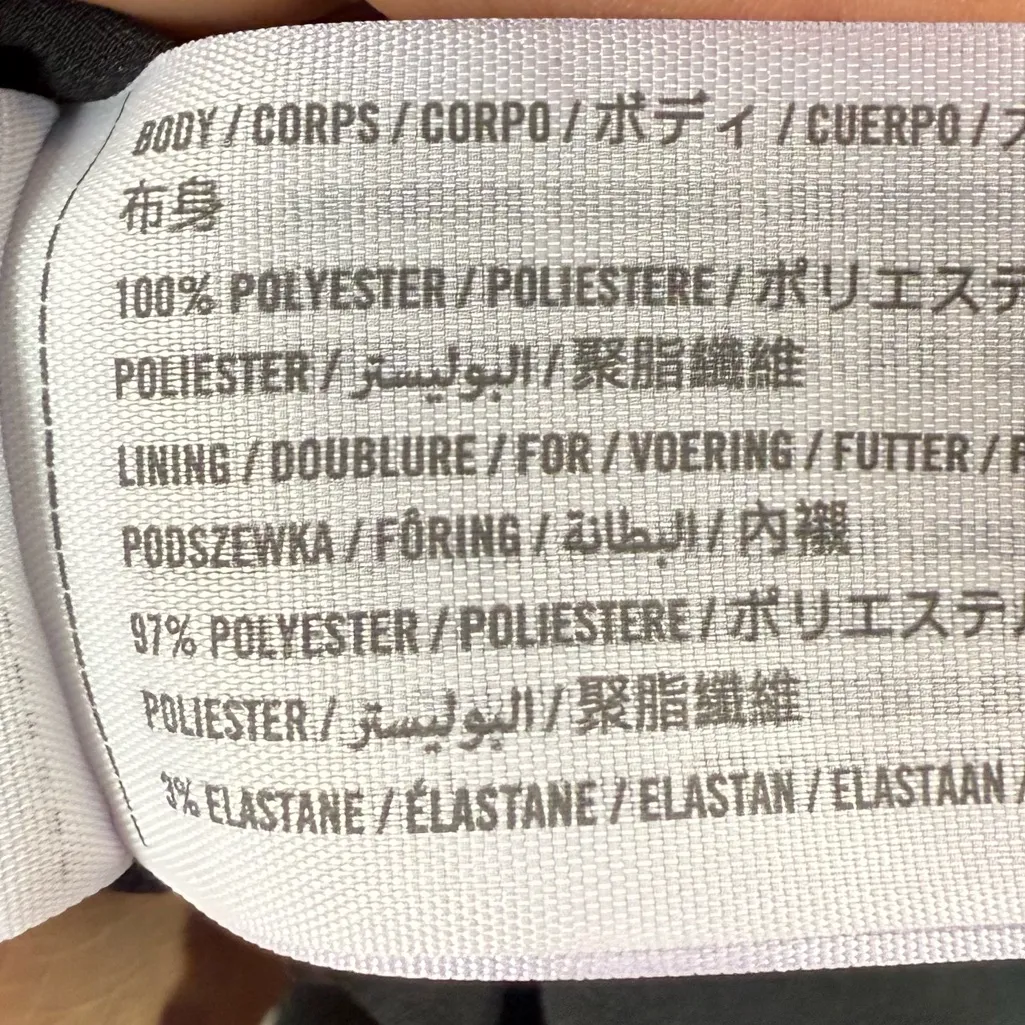 BODY / CORPS / CORPO / ボディ / CUERPO /
布身
100% POLYESTER / POLIESTERE / ポリエステ
POLIESTER / البوليستر / 聚脂纖維
LINING / DOUBLURE / FOR / VOERING / FUTTER / F
PODSZEWKA / FÔRING / البطانة / 內襯
97% POLYESTER / POLIESTERE / ポリエステル
POLIESTER / البوليستر / 聚脂纖維
3% ELASTANE / ÉLASTANE / ELASTAN / ELASTAAN /